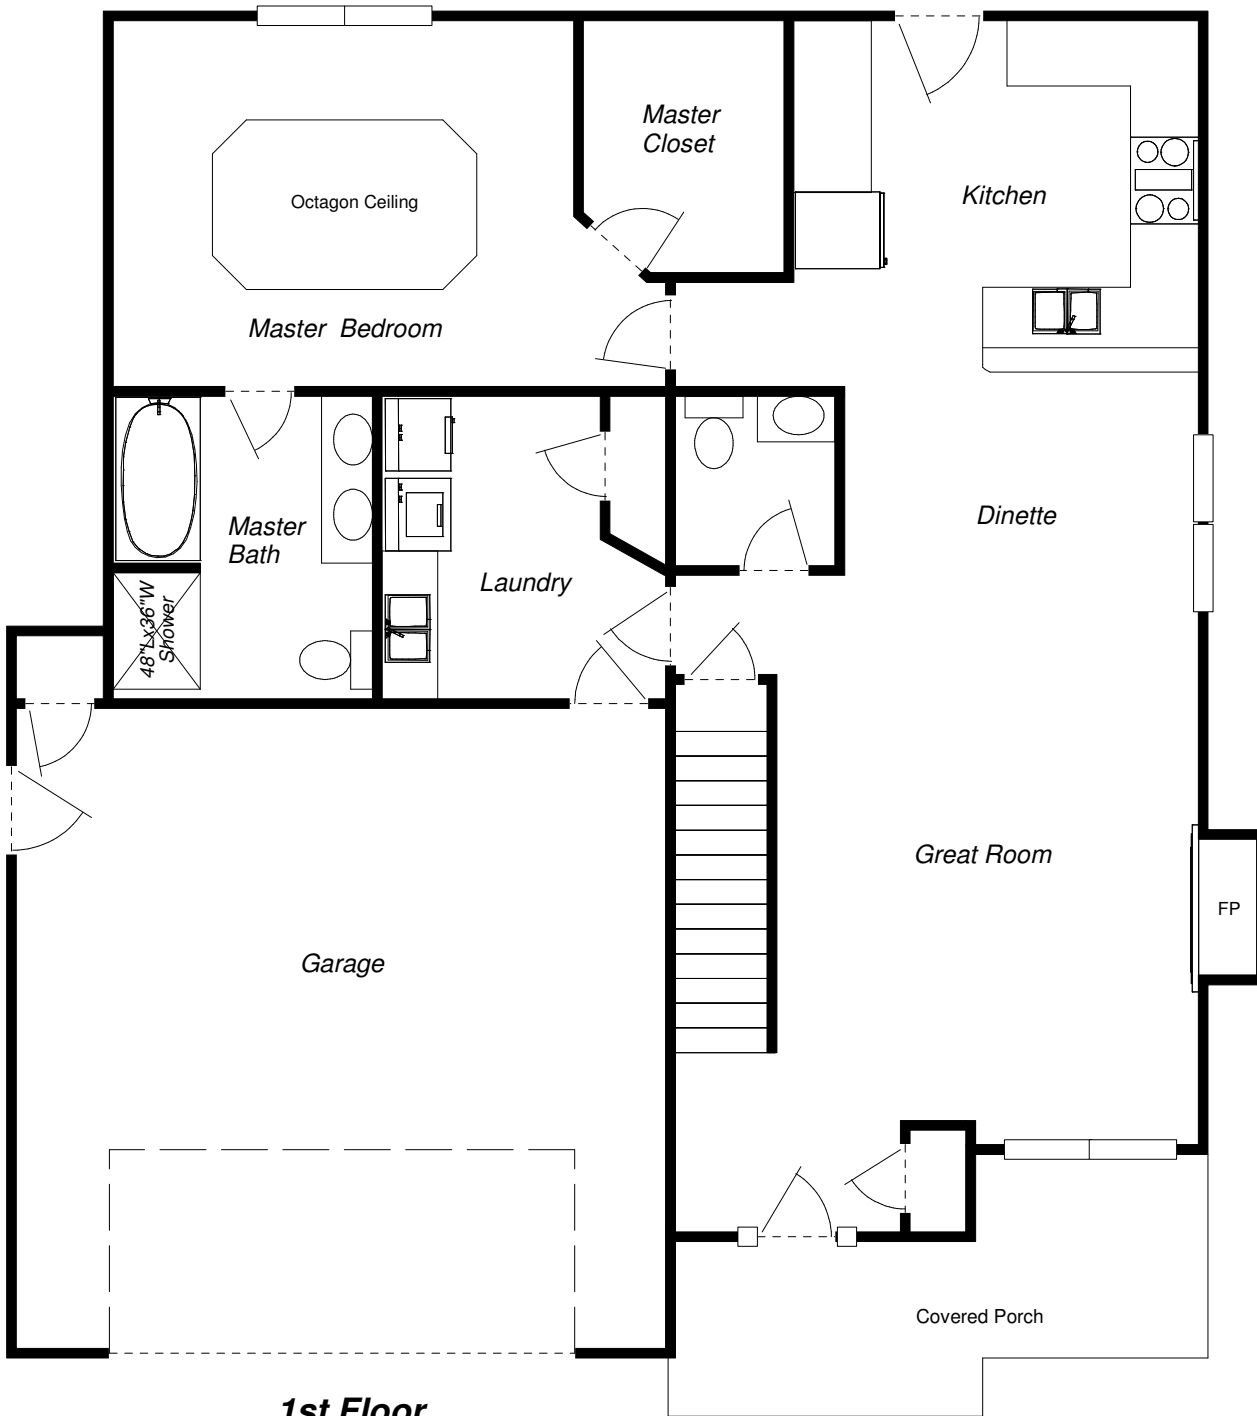 Master
Closet
Kitchen
Octagon Ceiling
Master Bedroom
Master
Bath
Dinette
Laundry
48"Lx36"W
Shower
Great Room
FP
Garage
Covered Porch
1st Floor